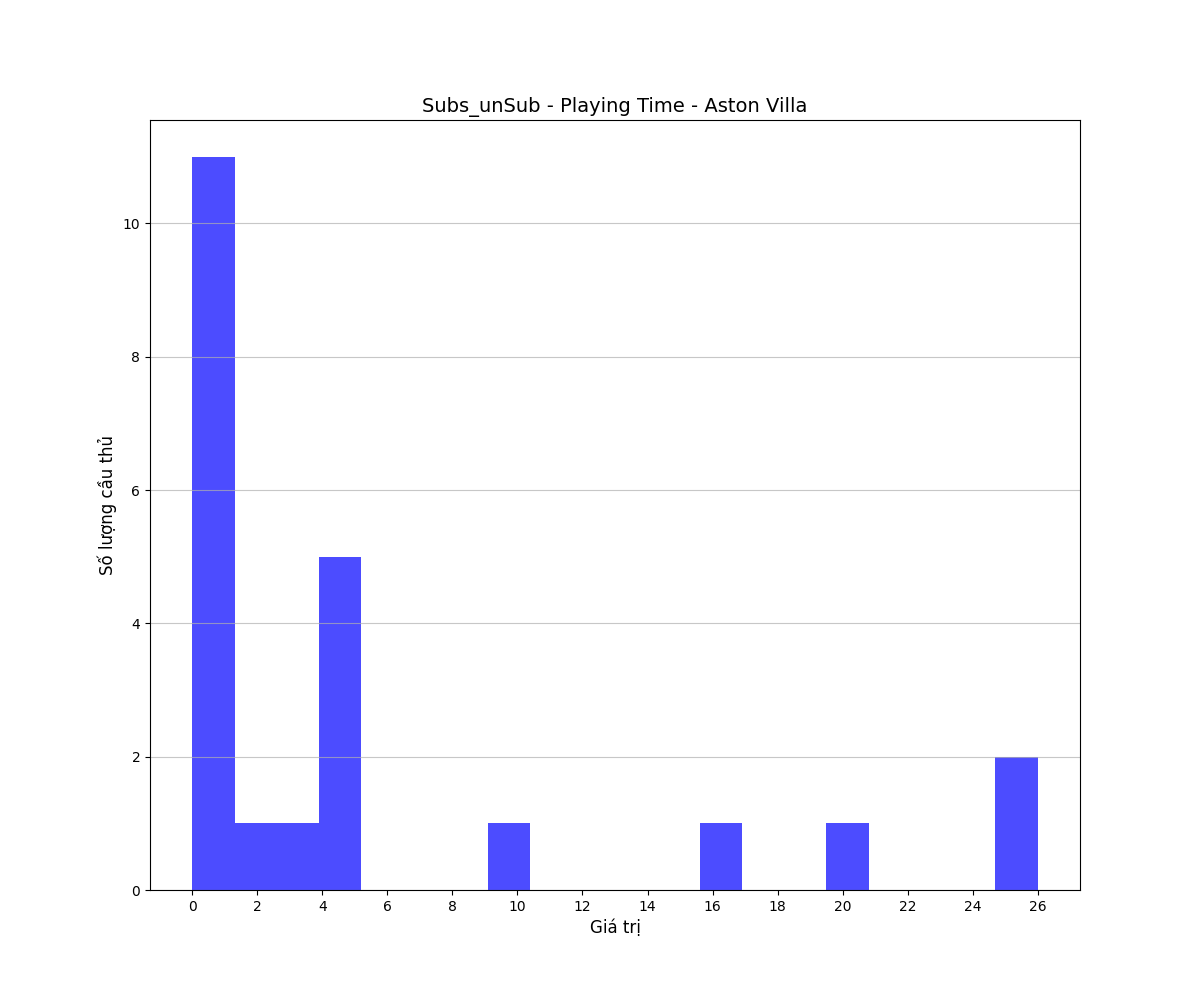 Subs_unSub - Playing Time - Aston Villa
Số lượng cầu thủ
10
8
6
4
2
0
0 2 4 6 8 10 12 14 16 18 20 22 24 26
Giá trị